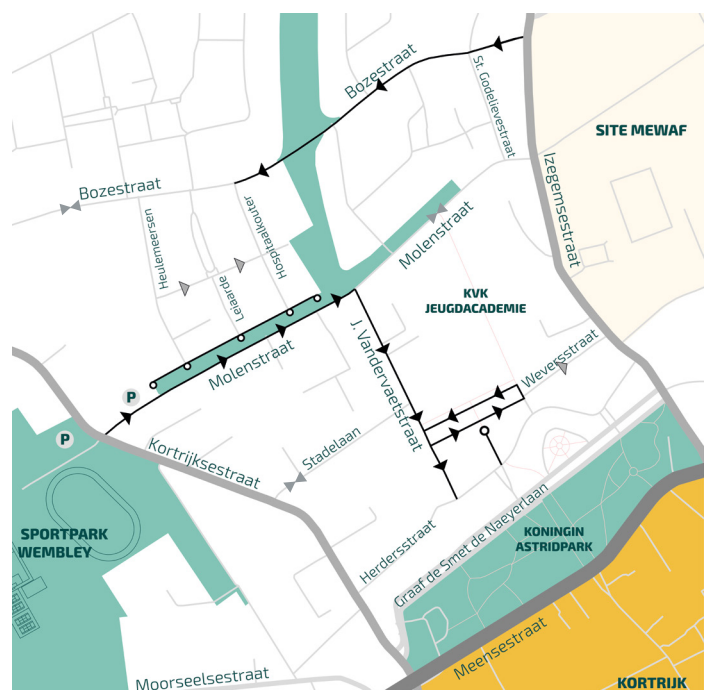 Bozestraat
St. Godelievestraat
SITE MEWAF
Izegemsestraat
Bozestraat
Heulemeersen
Leiaarde
Hospitaalkouter
Molenstraat
KVK
JEUGDACADEMIE
Molenstraat
J. Vandervaetstraat
Weversstraat
P
P
Kortrijksestraat
Stadelaan
SPORTPARK
WEMBLEY
Herdersstraat
Graaf de Smet de Naeyerlaan
KONINGIN
ASTRIDPARK
Meensestraat
Moorseelsestraat
KORTRIJK